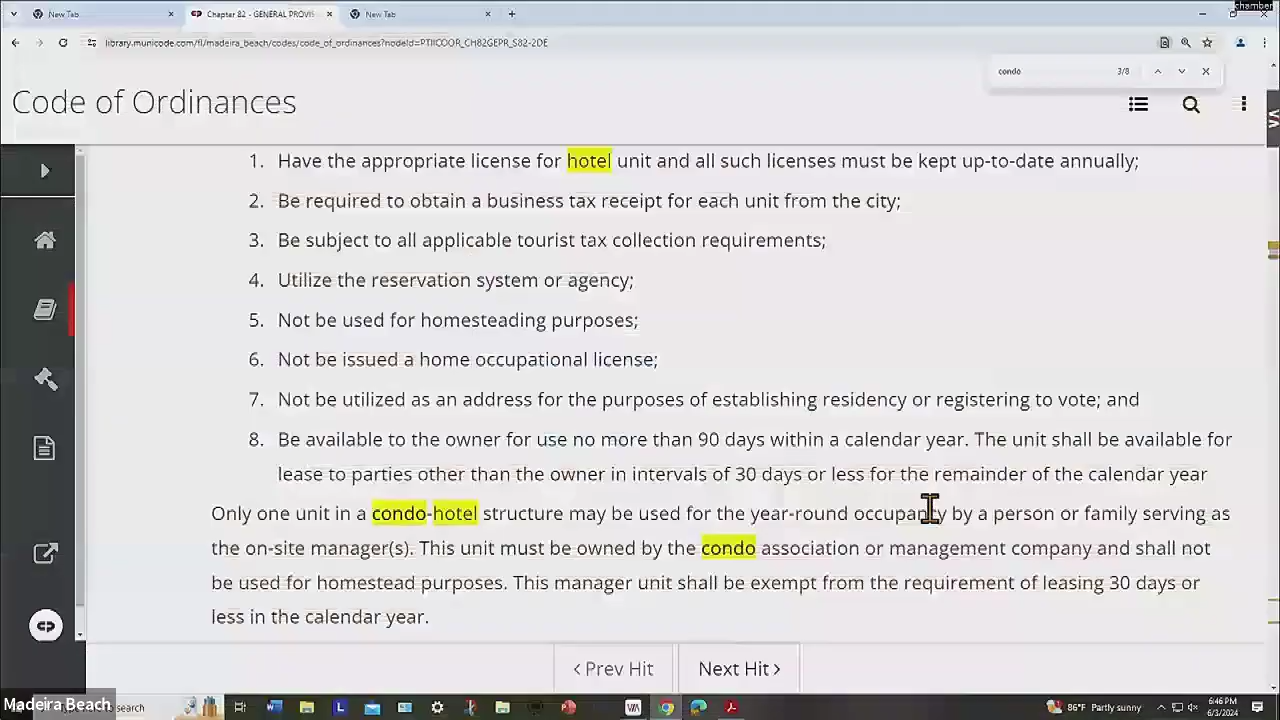 chamber
New Tab
Chapter 82 - GENERAL PROVIS
New Tab
library.municode.com/fl/madeira_beach/codes/code_of_ordinances?nodeId=PTIICOOR_CH82GEPR_S82-2DE
condo 3/8
Code of Ordinances
1. Have the appropriate license for hotel unit and all such licenses must be kept up-to-date annually;
2. Be required to obtain a business tax receipt for each unit from the city;
3. Be subject to all applicable tourist tax collection requirements;
4. Utilize the reservation system or agency;
5. Not be used for homesteading purposes;
6. Not be issued a home occupational license;
7. Not be utilized as an address for the purposes of establishing residency or registering to vote; and
8. Be available to the owner for use no more than 90 days within a calendar year. The unit shall be available for
lease to parties other than the owner in intervals of 30 days or less for the remainder of the calendar year
Only one unit in a condo-hotel structure may be used for the year-round occupancy by a person or family serving as
the on-site manager(s). This unit must be owned by the condo association or management company and shall not
be used for homestead purposes. This manager unit shall be exempt from the requirement of leasing 30 days or
less in the calendar year.
< Prev Hit
Next Hit >
Madeira Beach
to search
86°F Partly sunny
6:46 PM
6/3/2024